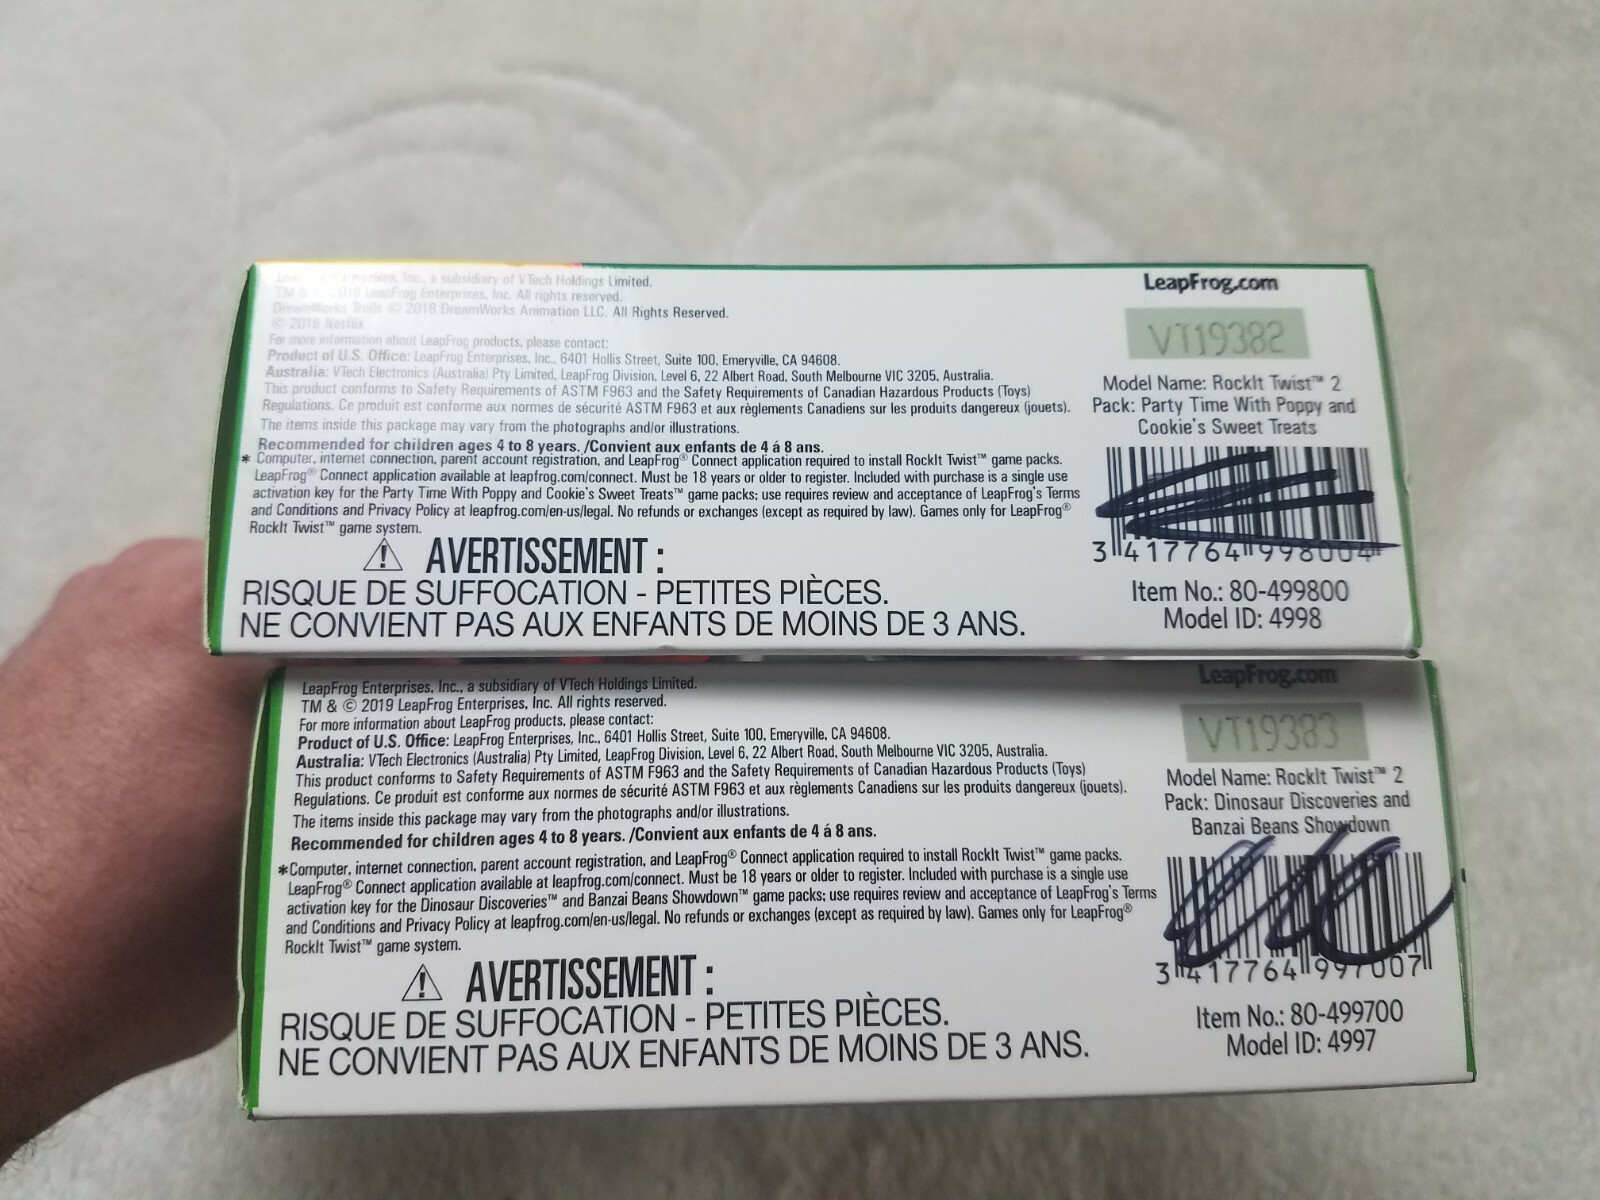 Inc., a subsidiary of VTech Holdings Limited.
TM & © 2018 LeapFrog Enterprises, Inc. All rights reserved.
DreamWorks Trolls © 2018 DreamWorks Animation LLC. All Rights Reserved.
© 2018 Netflix
For more information about LeapFrog products, please contact:
Product of U.S. Office: LeapFrog Enterprises, Inc., 6401 Hollis Street, Suite 100, Emeryville, CA 94608.
Australia: VTech Electronics (Australia) Pty Limited, LeapFrog Division, Level 6, 22 Albert Road, South Melbourne VIC 3205, Australia.
This product conforms to Safety Requirements of ASTM F963 and the Safety Requirements of Canadian Hazardous Products (Toys)
Regulations. Ce produit est conforme aux normes de sécurité ASTM F963 et aux règlements Canadiens sur les produits dangereux (jouets).
The items inside this package may vary from the photographs and/or illustrations.
Recommended for children ages 4 to 8 years. /Convient aux enfants de 4 á 8 ans.
* Computer, internet connection, parent account registration, and LeapFrog® Connect application required to install RockIt Twist™ game packs.
LeapFrog® Connect application available at leapfrog.com/connect. Must be 18 years or older to register. Included with purchase is a single use
activation key for the Party Time With Poppy and Cookie's Sweet Treats™ game packs; use requires review and acceptance of LeapFrog's Terms
and Conditions and Privacy Policy at leapfrog.com/en-us/legal. No refunds or exchanges (except as required by law). Games only for LeapFrog®
RockIt Twist™ game system.
⚠ AVERTISSEMENT :
RISQUE DE SUFFOCATION - PETITES PIÈCES.
NE CONVIENT PAS AUX ENFANTS DE MOINS DE 3 ANS.
LeapFrog.com
VT19382
Model Name: RockIt Twist™ 2
Pack: Party Time With Poppy and
Cookie's Sweet Treats
3 417764 998004
Item No.: 80-499800
Model ID: 4998
LeapFrog Enterprises, Inc., a subsidiary of VTech Holdings Limited.
TM & © 2019 LeapFrog Enterprises, Inc. All rights reserved.
For more information about LeapFrog products, please contact:
Product of U.S. Office: LeapFrog Enterprises, Inc., 6401 Hollis Street, Suite 100, Emeryville, CA 94608.
Australia: VTech Electronics (Australia) Pty Limited, LeapFrog Division, Level 6, 22 Albert Road, South Melbourne VIC 3205, Australia.
This product conforms to Safety Requirements of ASTM F963 and the Safety Requirements of Canadian Hazardous Products (Toys)
Regulations. Ce produit est conforme aux normes de sécurité ASTM F963 et aux règlements Canadiens sur les produits dangereux (jouets).
The items inside this package may vary from the photographs and/or illustrations.
Recommended for children ages 4 to 8 years. /Convient aux enfants de 4 á 8 ans.
*Computer, internet connection, parent account registration, and LeapFrog® Connect application required to install RockIt Twist™ game packs.
LeapFrog® Connect application available at leapfrog.com/connect. Must be 18 years or older to register. Included with purchase is a single use
activation key for the Dinosaur Discoveries™ and Banzai Beans Showdown™ game packs; use requires review and acceptance of LeapFrog's Terms
and Conditions and Privacy Policy at leapfrog.com/en-us/legal. No refunds or exchanges (except as required by law). Games only for LeapFrog®
RockIt Twist™ game system.
⚠ AVERTISSEMENT :
RISQUE DE SUFFOCATION - PETITES PIÈCES.
NE CONVIENT PAS AUX ENFANTS DE MOINS DE 3 ANS.
LeapFrog.com
VT19383
Model Name: RockIt Twist™ 2
Pack: Dinosaur Discoveries and
Banzai Beans Showdown
3 417764 997007
Item No.: 80-499700
Model ID: 4997